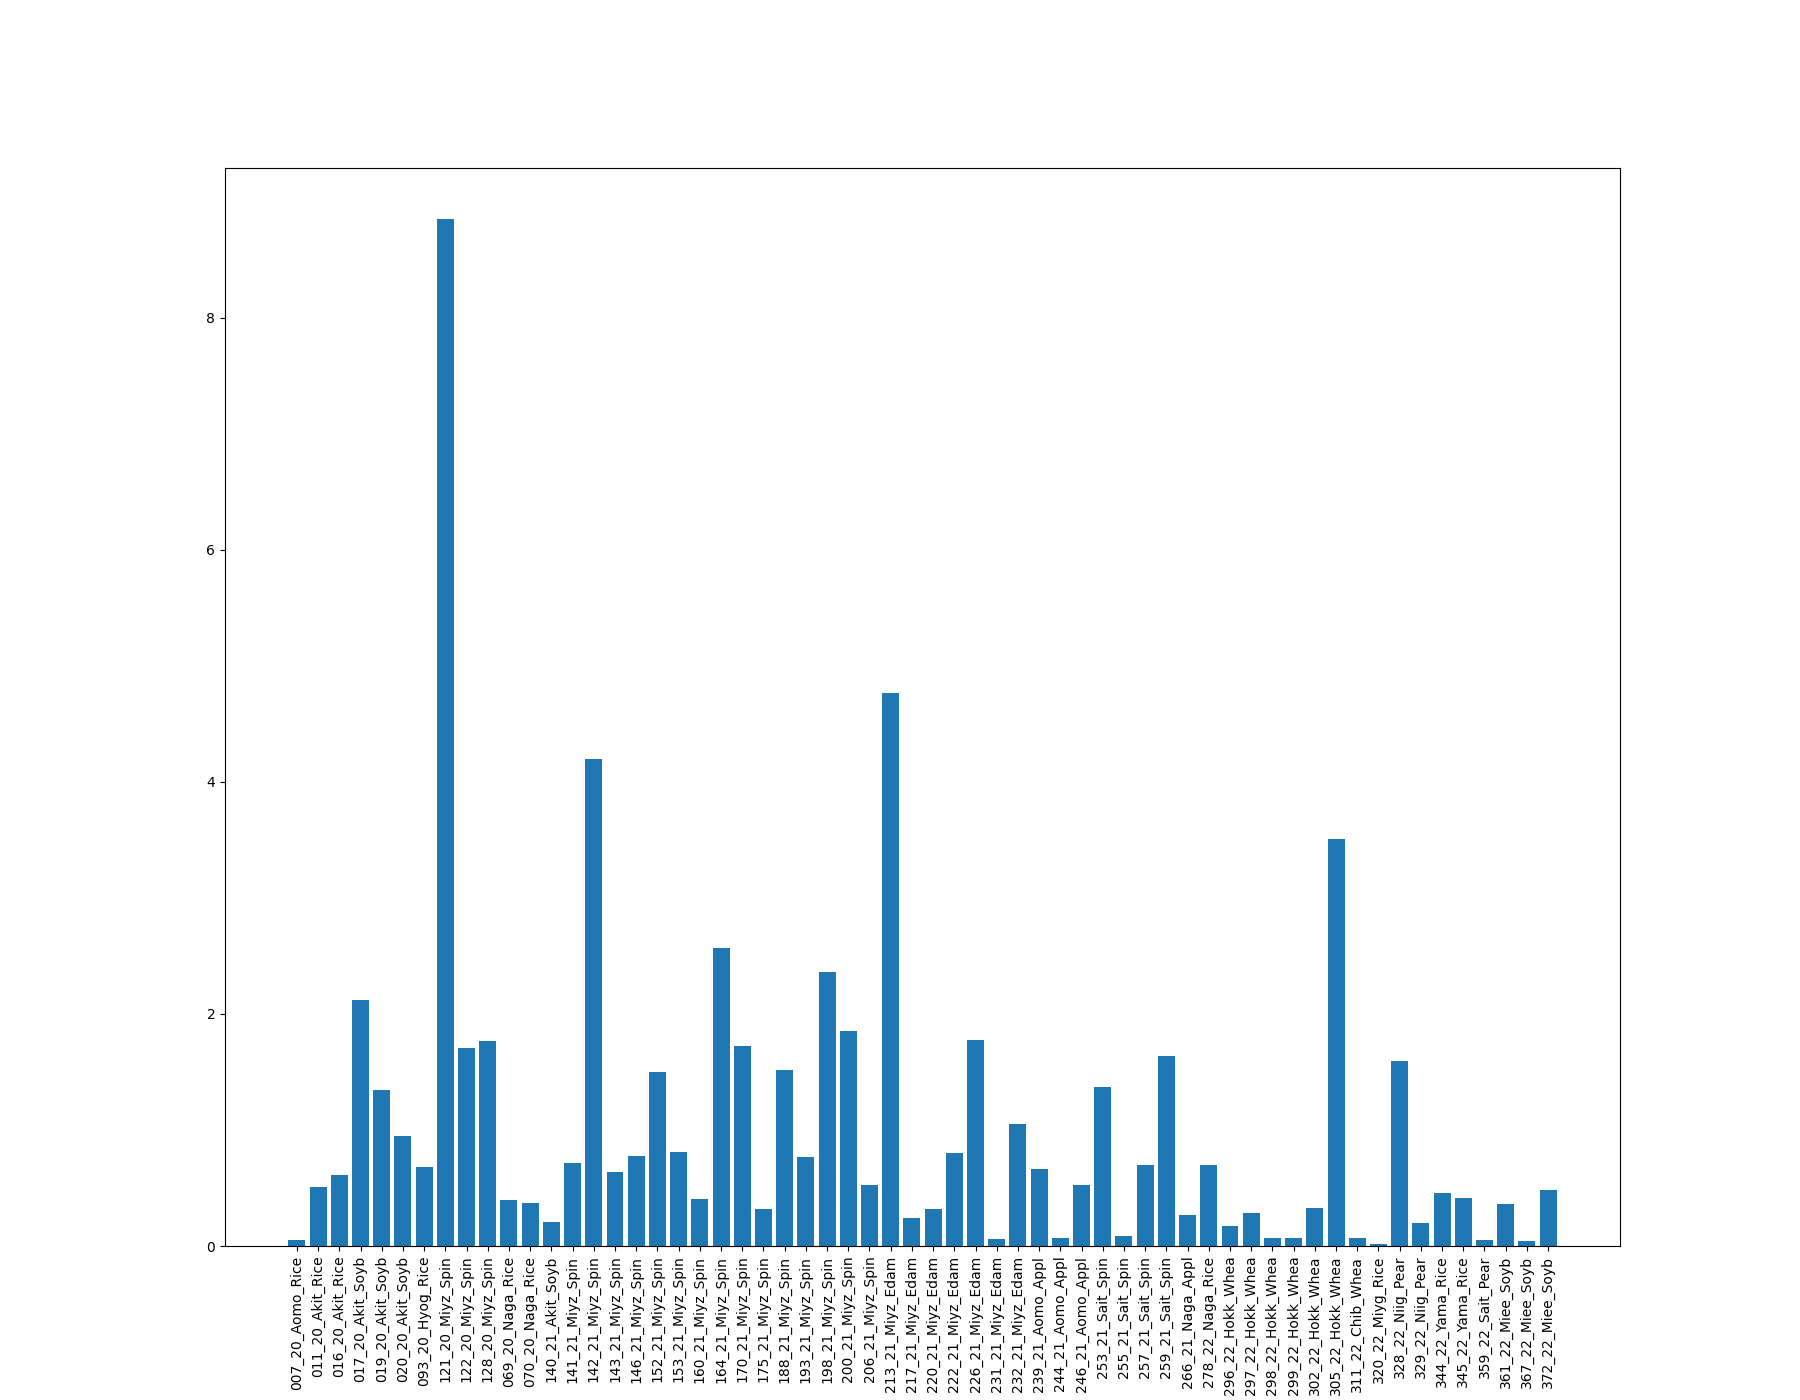 8
6
4
2
0
007_20_Aomo_Rice
011_20_Akit_Rice
016_20_Akit_Rice
017_20_Akit_Soyb
019_20_Akit_Soyb
020_20_Akit_Soyb
093_20_Hyog_Rice
121_20_Miyz_Spin
122_20_Miyz_Spin
128_20_Miyz_Spin
069_20_Naga_Rice
070_20_Naga_Rice
140_21_Akit_Soyb
141_21_Miyz_Spin
142_21_Miyz_Spin
143_21_Miyz_Spin
146_21_Miyz_Spin
152_21_Miyz_Spin
153_21_Miyz_Spin
160_21_Miyz_Spin
164_21_Miyz_Spin
170_21_Miyz_Spin
175_21_Miyz_Spin
188_21_Miyz_Spin
193_21_Miyz_Spin
198_21_Miyz_Spin
200_21_Miyz_Spin
206_21_Miyz_Spin
213_21_Miyz_Edam
217_21_Miyz_Edam
220_21_Miyz_Edam
222_21_Miyz_Edam
226_21_Miyz_Edam
231_21_Miyz_Edam
232_21_Miyz_Edam
239_21_Aomo_Appl
244_21_Aomo_Appl
246_21_Aomo_Appl
253_21_Sait_Spin
255_21_Sait_Spin
257_21_Sait_Spin
259_21_Sait_Spin
266_21_Naga_Appl
278_22_Naga_Rice
296_22_Hokk_Whea
297_22_Hokk_Whea
298_22_Hokk_Whea
299_22_Hokk_Whea
302_22_Hokk_Whea
305_22_Hokk_Whea
311_22_Chib_Whea
320_22_Miyg_Rice
328_22_Niig_Pear
329_22_Niig_Pear
344_22_Yama_Rice
345_22_Yama_Rice
359_22_Sait_Pear
361_22_Miee_Soyb
367_22_Miee_Soyb
372_22_Miee_Soyb